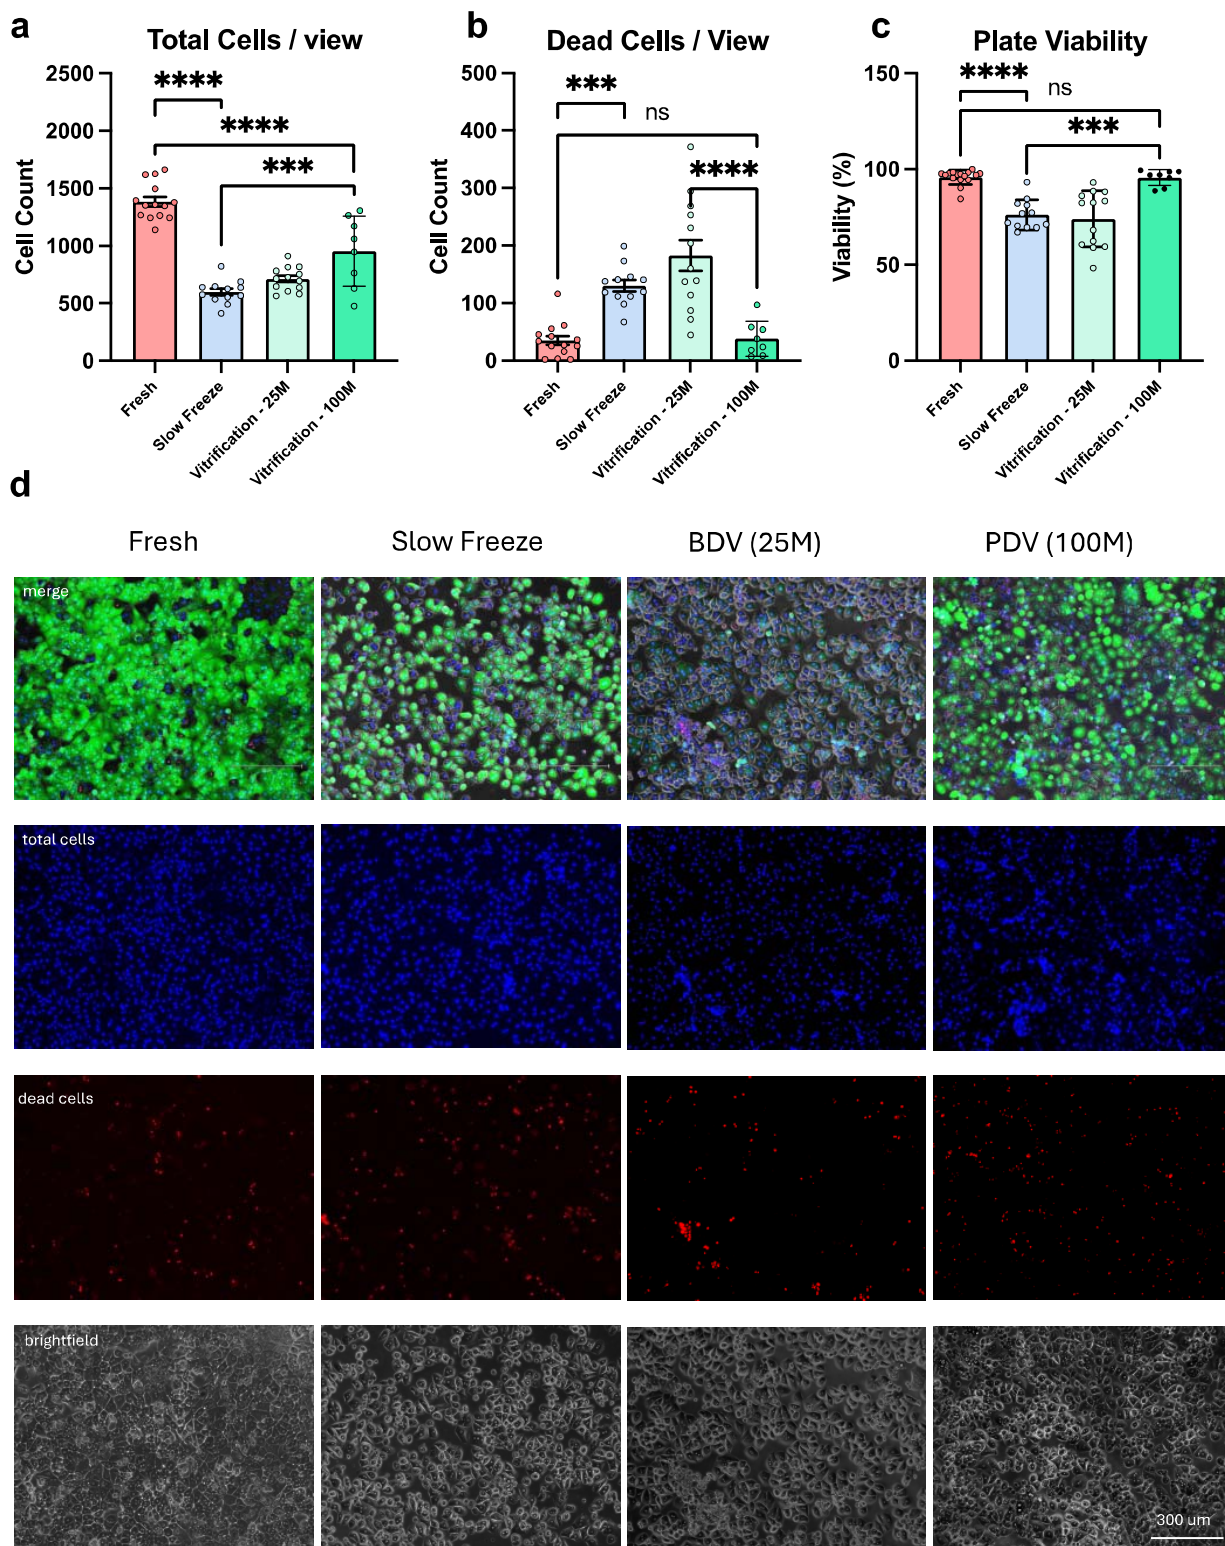 a
Total Cells / view
2500
2000
1500
1000
500
0
Cell Count
****
****
***
Fresh
Slow Freeze
Vitrification - 25M
Vitrification - 100M
b
Dead Cells / View
500
400
300
200
100
0
Cell Count
***
ns
****
Fresh
Slow Freeze
Vitrification - 25M
Vitrification - 100M
c
Plate Viability
150
100
50
0
Viability (%)
****
ns
***
Fresh
Slow Freeze
Vitrification - 25M
Vitrification - 100M
d
Fresh
Slow Freeze
BDV (25M)
PDV (100M)
merge
total cells
dead cells
brightfield
300 um